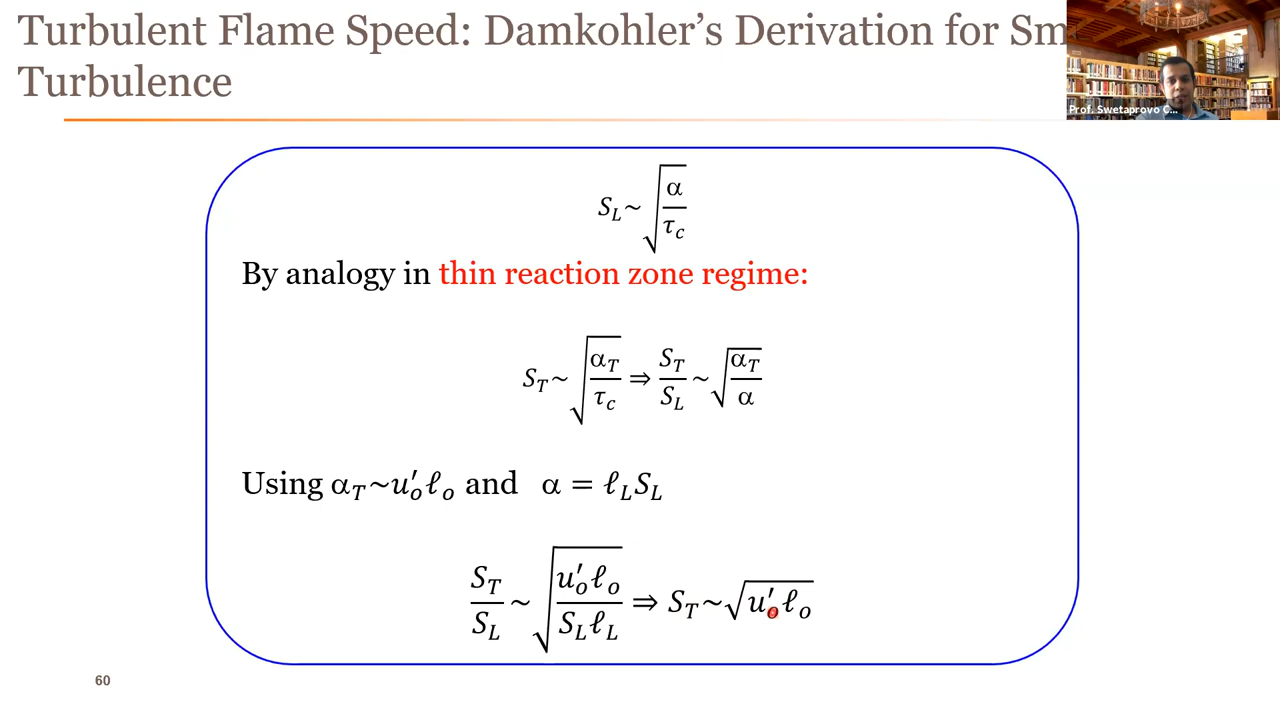 Turbulent Flame Speed: Damkohler's Derivation for Sm
Turbulence
Prof. Swetaprovo C...
S_L~√(α/τ_c)
By analogy in thin reaction zone regime:
S_T~√(α_T/τ_c) ⇒ S_T/S_L ~ √(α_T/α)
Using α_T~u′_o ℓ_o and α = ℓ_L S_L
S_T/S_L ~ √(u′_o ℓ_o/S_L ℓ_L) ⇒ S_T~√(u′_o ℓ_o)
60